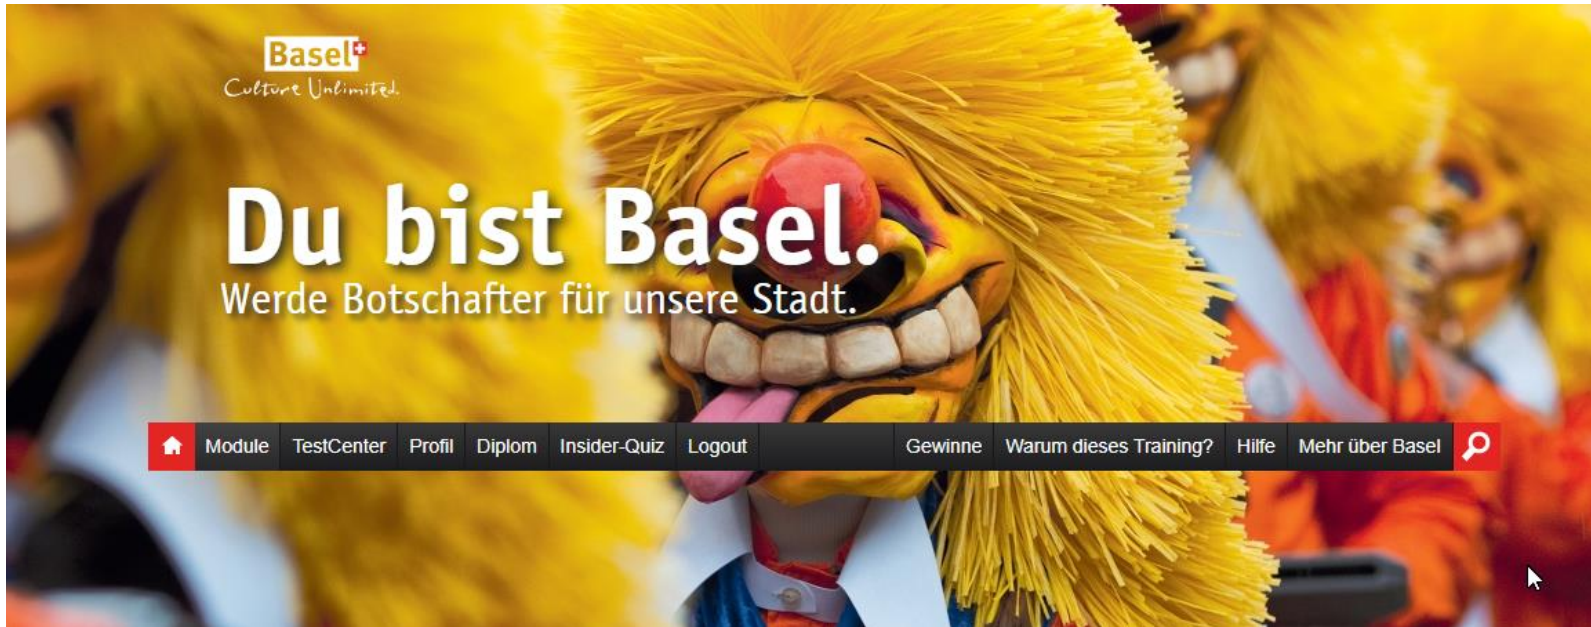 Basel
Culture Unlimited.
Du bist Basel.
Werde Botschafter für unsere Stadt.
Module TestCenter Profil Diplom Insider-Quiz Logout Gewinne Warum dieses Training? Hilfe Mehr über Basel